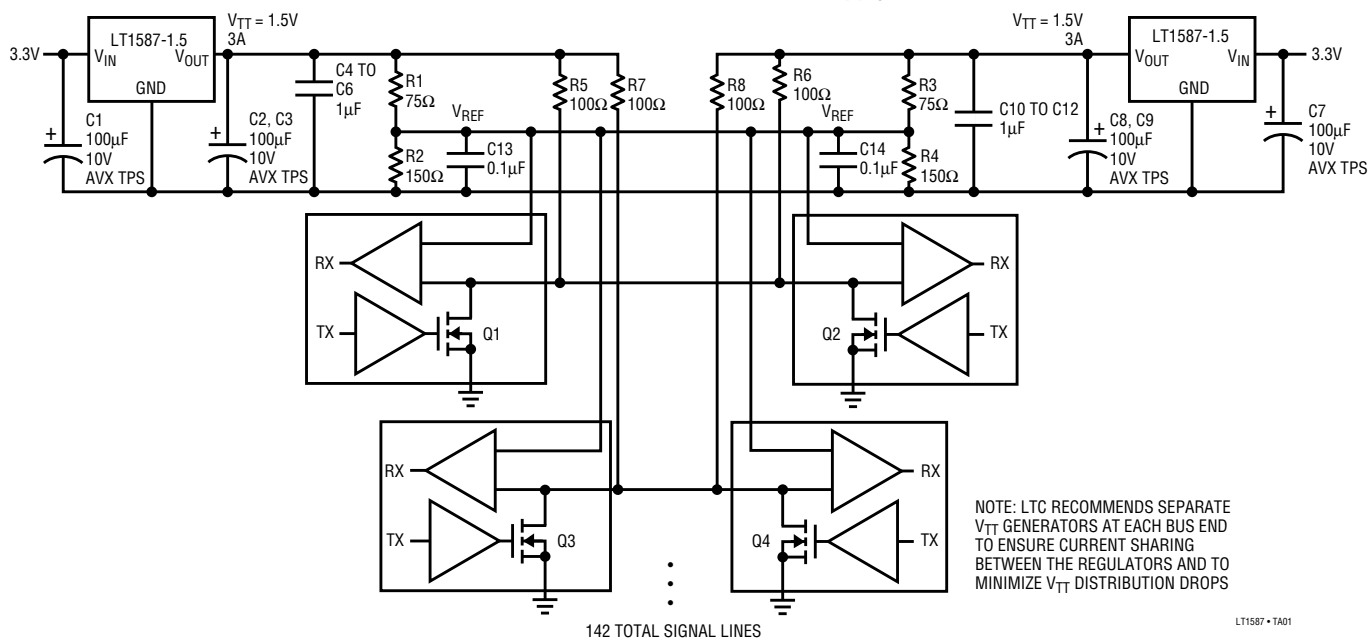 V_TT = 1.5V
3A
LT1587-1.5
3.3V
V_IN
V_OUT
GND
+
C1
100µF
10V
AVX TPS
+
C2, C3
100µF
10V
AVX TPS
C4 TO
C6
1µF
R1
75Ω
R2
150Ω
V_REF
C13
0.1µF
R5
100Ω
R7
100Ω
R8
100Ω
R6
100Ω
V_REF
C14
0.1µF
R3
75Ω
R4
150Ω
C10 TO C12
1µF
V_TT = 1.5V
3A
LT1587-1.5
V_OUT
V_IN
GND
3.3V
+
C8, C9
100µF
10V
AVX TPS
+
C7
100µF
10V
AVX TPS
RX
TX
Q1
RX
TX
Q2
RX
TX
Q3
RX
TX
Q4
142 TOTAL SIGNAL LINES
NOTE: LTC RECOMMENDS SEPARATE
V_TT GENERATORS AT EACH BUS END
TO ENSURE CURRENT SHARING
BETWEEN THE REGULATORS AND TO
MINIMIZE V_TT DISTRIBUTION DROPS
LT1587 • TA01